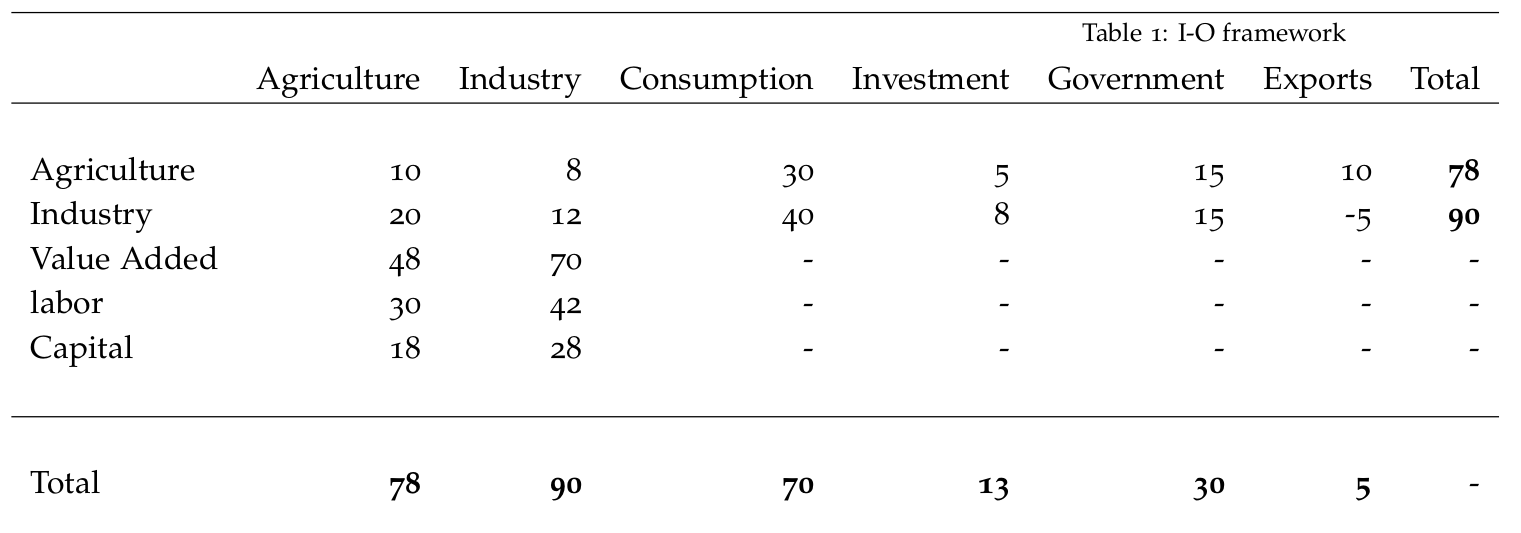 Table 1: I-O framework
Agriculture Industry Consumption Investment Government Exports Total
Agriculture 10 8 30 5 15 10 78
Industry 20 12 40 8 15 -5 90
Value Added 48 70 - - - - -
labor 30 42 - - - - -
Capital 18 28 - - - - -
Total 78 90 70 13 30 5 -